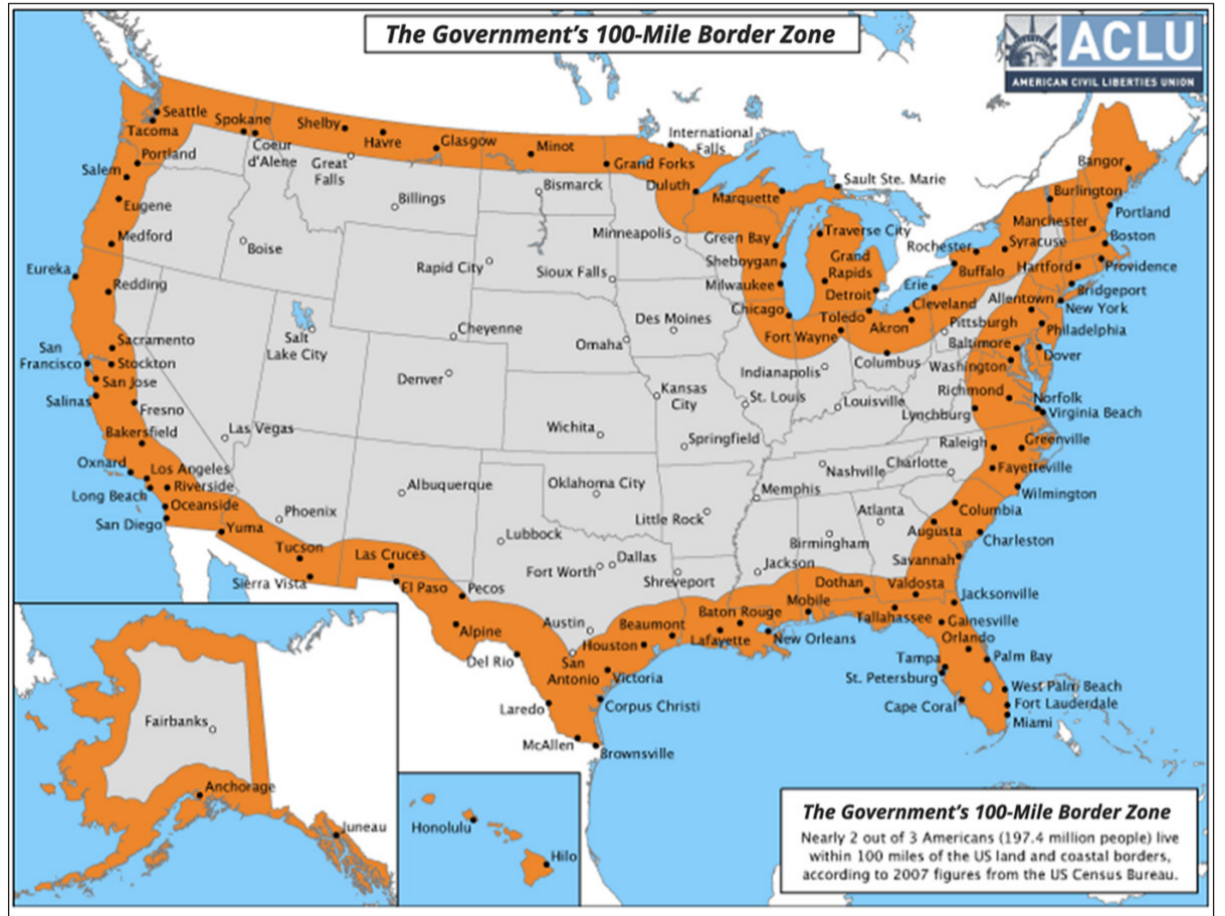 The Government's 100-Mile Border Zone
ACLU
AMERICAN CIVIL LIBERTIES UNION
Seattle
Tacoma
Spokane
Coeur
d'Alene
Shelby
Havre
Great
Falls
Glasgow
Minot
Grand Forks
International
Falls
Duluth
Marquette
Sault Ste. Marie
Bangor
Portland
Salem
Eugene
Medford
Eureka
Redding
Billings
Bismarck
Boise
Rapid City
Sioux Falls
Minneapolis
Green Bay
Sheboygan
Milwaukee
Chicago
Traverse City
Grand
Rapids
Detroit
Toledo
Fort Wayne
Rochester
Syracuse
Buffalo
Erie
Cleveland
Akron
Burlington
Manchester
Portland
Boston
Hartford
Providence
Bridgeport
New York
Allentown
Pittsburgh
Philadelphia
Baltimore
Dover
Washington
Columbus
Indianapolis
Richmond
Norfolk
Virginia Beach
Lynchburg
Louisville
Sacramento
San
Francisco
Stockton
San Jose
Salinas
Fresno
Bakersfield
Oxnard
Los Angeles
Riverside
Long Beach
Oceanside
San Diego
Salt
Lake City
Las Vegas
Cheyenne
Denver
Des Moines
Omaha
Kansas
City
St. Louis
Wichita
Springfield
Raleigh
Greenville
Fayetteville
Wilmington
Nashville
Charlotte
Memphis
Albuquerque
Oklahoma City
Little Rock
Phoenix
Yuma
Tucson
Sierra Vista
Las Cruces
El Paso
Pecos
Lubbock
Dallas
Fort Worth
Shreveport
Jackson
Birmingham
Atlanta
Columbia
Augusta
Charleston
Savannah
Dothan
Valdosta
Mobile
Tallahassee
Jacksonville
Gainesville
Orlando
Palm Bay
Tampa
St. Petersburg
Cape Coral
West Palm Beach
Fort Lauderdale
Miami
Baton Rouge
Lafayette
New Orleans
Beaumont
Houston
Austin
San
Antonio
Victoria
Corpus Christi
Alpine
Del Rio
Laredo
McAllen
Brownsville
Fairbanks
Anchorage
Juneau
Honolulu
Hilo
The Government's 100-Mile Border Zone
Nearly 2 out of 3 Americans (197.4 million people) live
within 100 miles of the US land and coastal borders,
according to 2007 figures from the US Census Bureau.